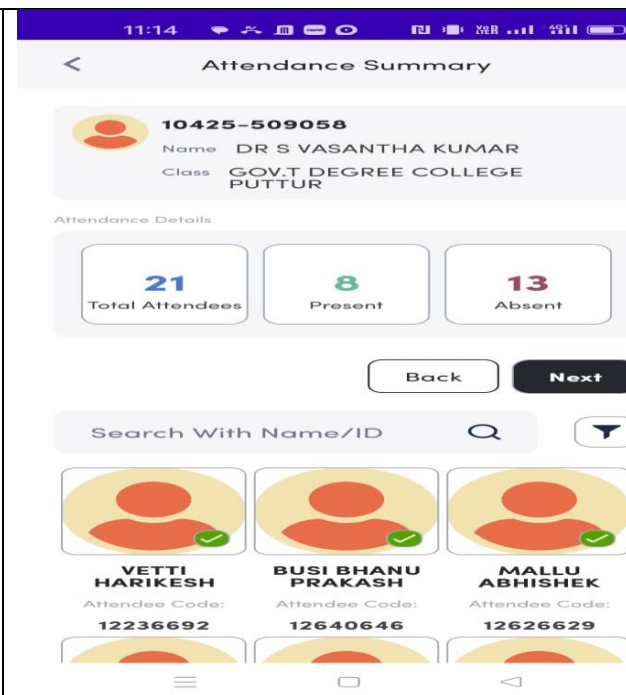 11:14
4G+
Attendance Summary
10425-509058
Name DR S VASANTHA KUMAR
Class GOV.T DEGREE COLLEGE
PUTTUR
Attendance Details
21 8 13
Total Attendees Present Absent
Back Next
Search With Name/ID
VETTI BUSI BHANU MALLU
HARIKESH PRAKASH ABHISHEK
Attendee Code: Attendee Code: Attendee Code:
12236692 12640646 12626629